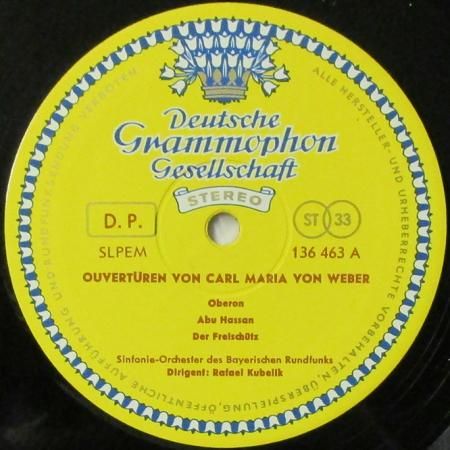 Deutsche
Grammophon
Gesellschaft
STEREO
D. P.
ST 33
SLPEM
136 463 A
OUVERTÜREN VON CARL MARIA VON WEBER
Oberon
Abu Hassan
Der Freischütz
Sinfonie-Orchester des Bayerischen Rundfunks
Dirigent: Rafael Kubelik
ALLE HERSTELLER- UND URHEBERRECHTE VORBEHALTEN, ÜBERSPIELUNG, ÖFFENTLICHE AUFFÜHRUNG UND RUNDFUNKSENDUNG VERBOTEN!